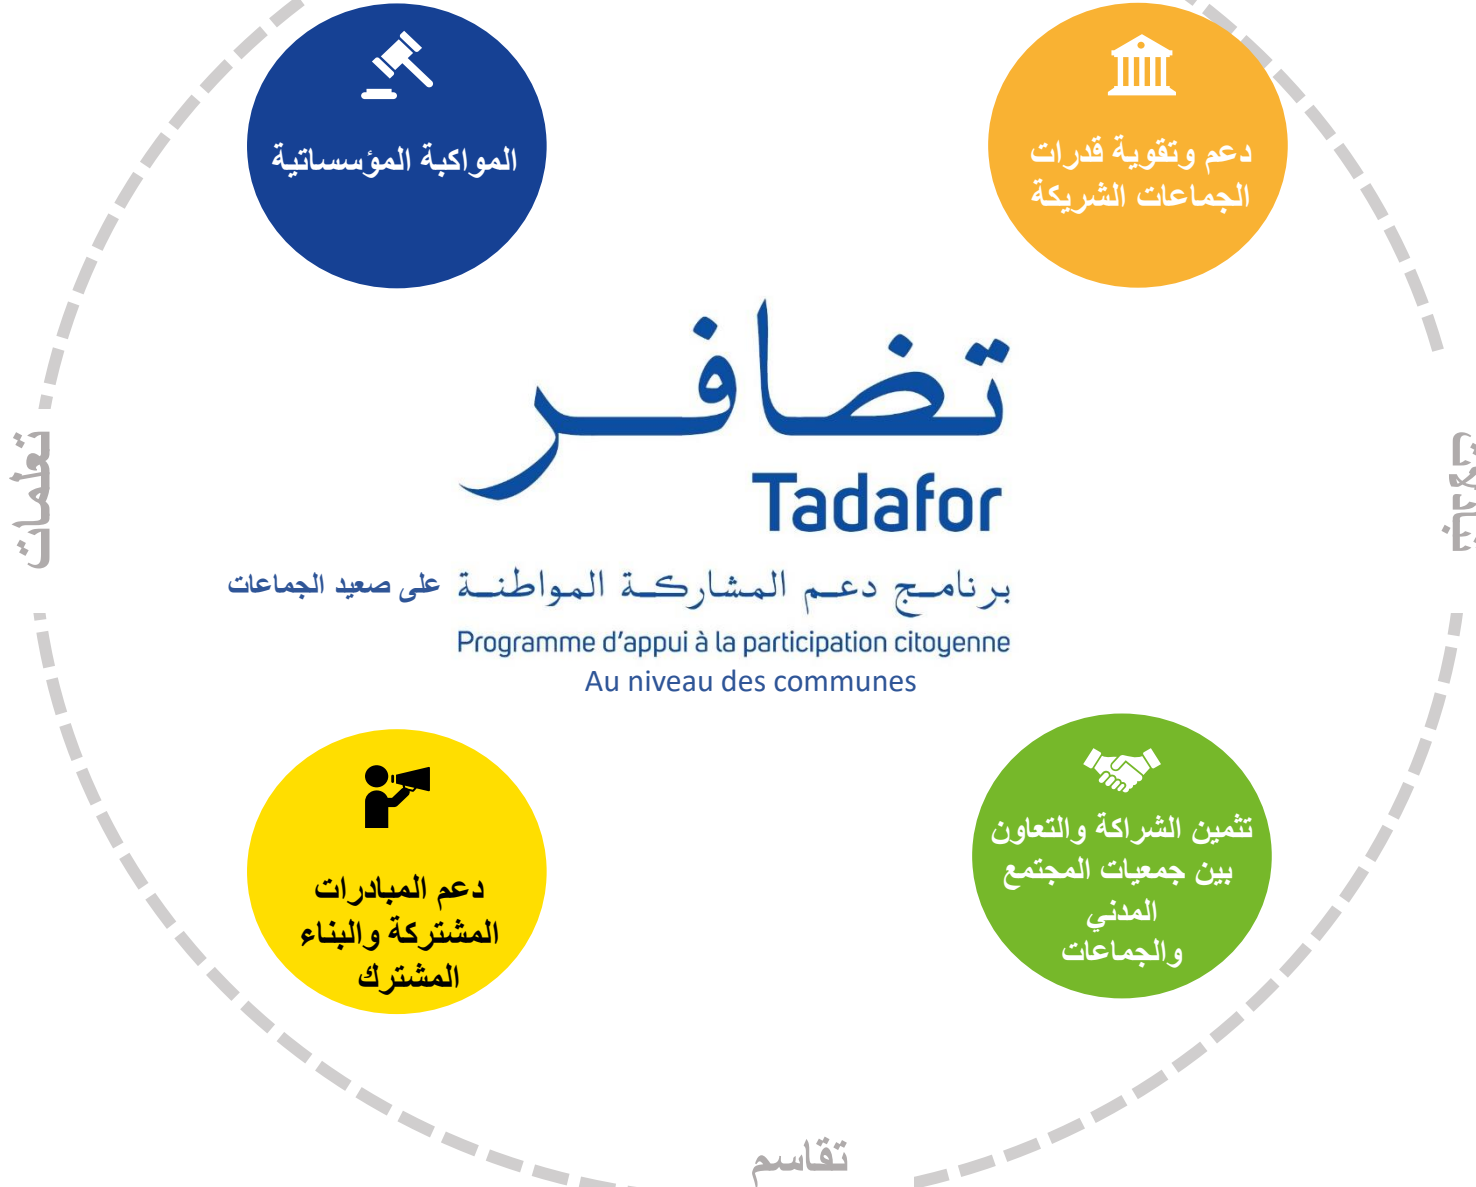 دعم وتقوية قدرات
الجماعات الشريكة
المواكبة المؤسساتية
تضافر
Tadafor
برنامج دعم المشاركة المواطنة على صعيد الجماعات
Programme d'appui à la participation citoyenne
Au niveau des communes
تبادلات
تعلمات
تثمين الشراكة والتعاون
بين جمعيات المجتمع
المدني
والجماعات
دعم المبادرات
المشتركة والبناء
المشترك
تقاسم